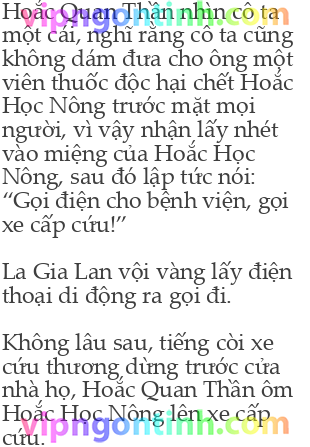 Hoắc Quan Thần nhìn cô ta
một cái, nghĩ rằng cô ta cũng
không dám đưa cho ông một
viên thuốc độc hại chết Hoắc
Học Nông trước mặt mọi
người, vì vậy nhận lấy nhét
vào miệng của Hoắc Học
Nông, sau đó lập tức nói:
“Gọi điện cho bệnh viện, gọi
xe cấp cứu!”
La Gia Lan vội vàng lấy điện
thoại di động ra gọi đi.
Không lâu sau, tiếng còi xe
cứu thương dừng trước cửa
nhà họ, Hoắc Quan Thần ôm
Hoắc Học Nông lên xe cấp
cứu.
vipngontinh.com
vipngontinh.com